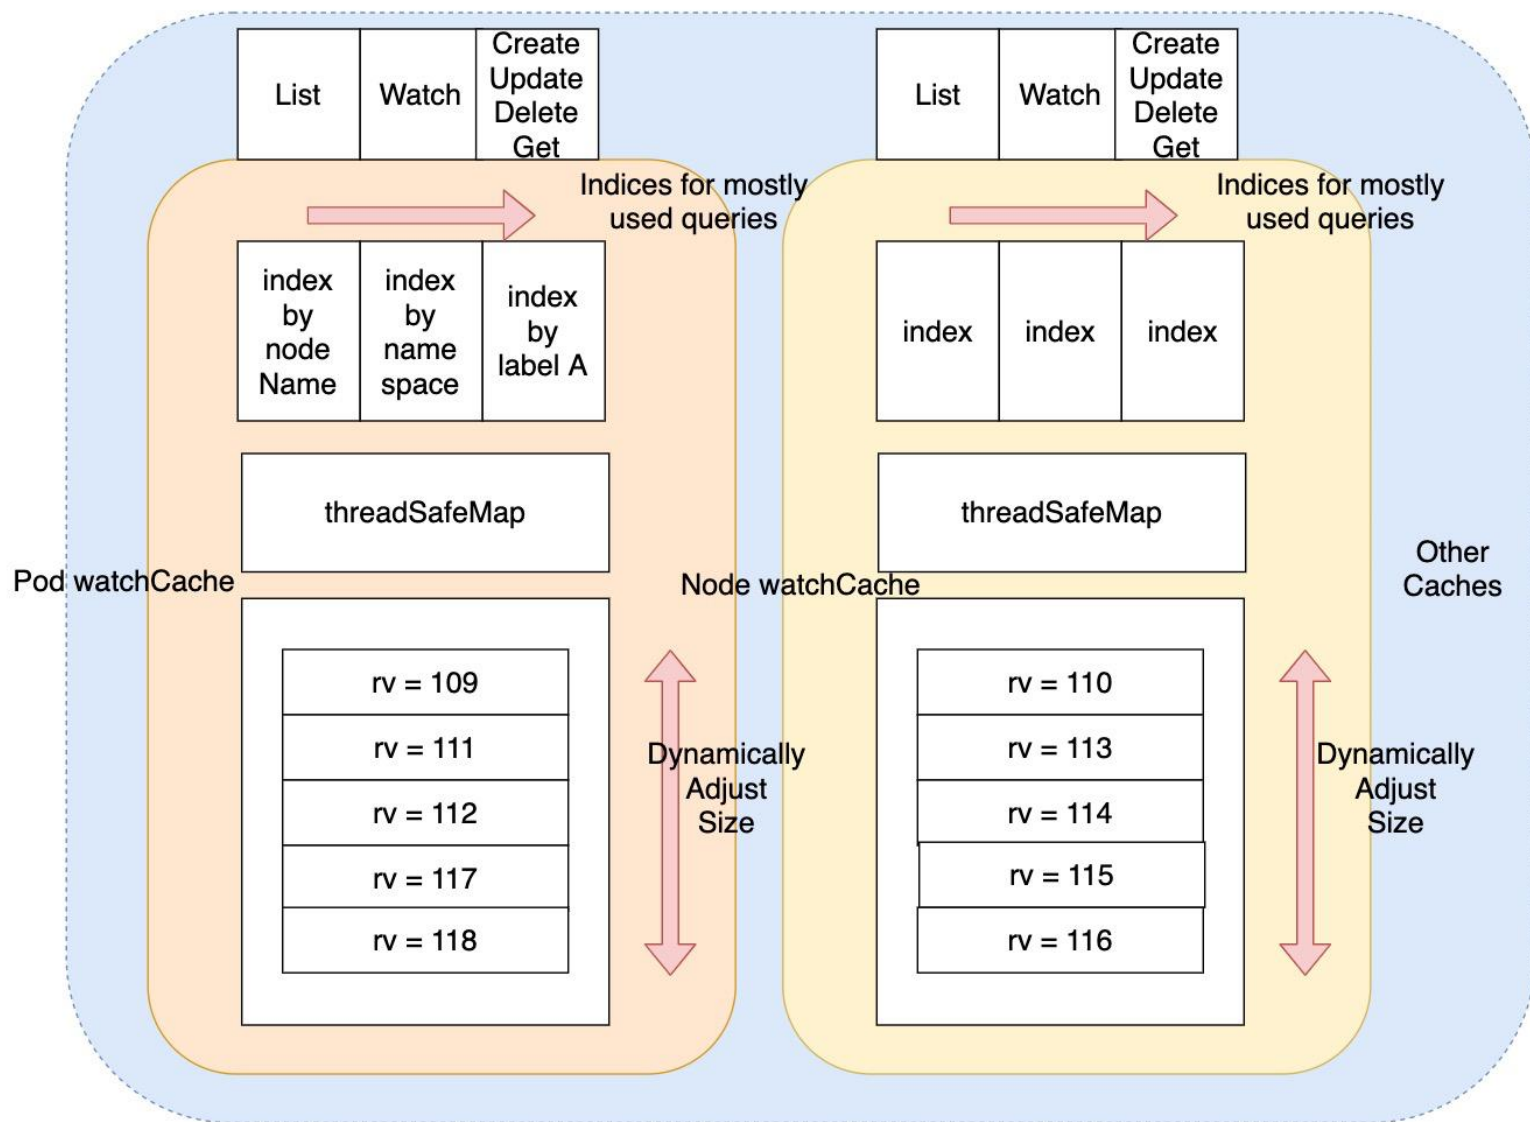 List
Watch
Create
Update
Delete
Get
List
Watch
Create
Update
Delete
Get
Indices for mostly
used queries
Indices for mostly
used queries
index
by
node
Name
index
by
name
space
index
by
label A
index
index
index
threadSafeMap
threadSafeMap
Pod watchCache
Node watchCache
Other
Caches
rv = 109
rv = 111
rv = 112
rv = 117
rv = 118
Dynamically
Adjust
Size
rv = 110
rv = 113
rv = 114
rv = 115
rv = 116
Dynamically
Adjust
Size